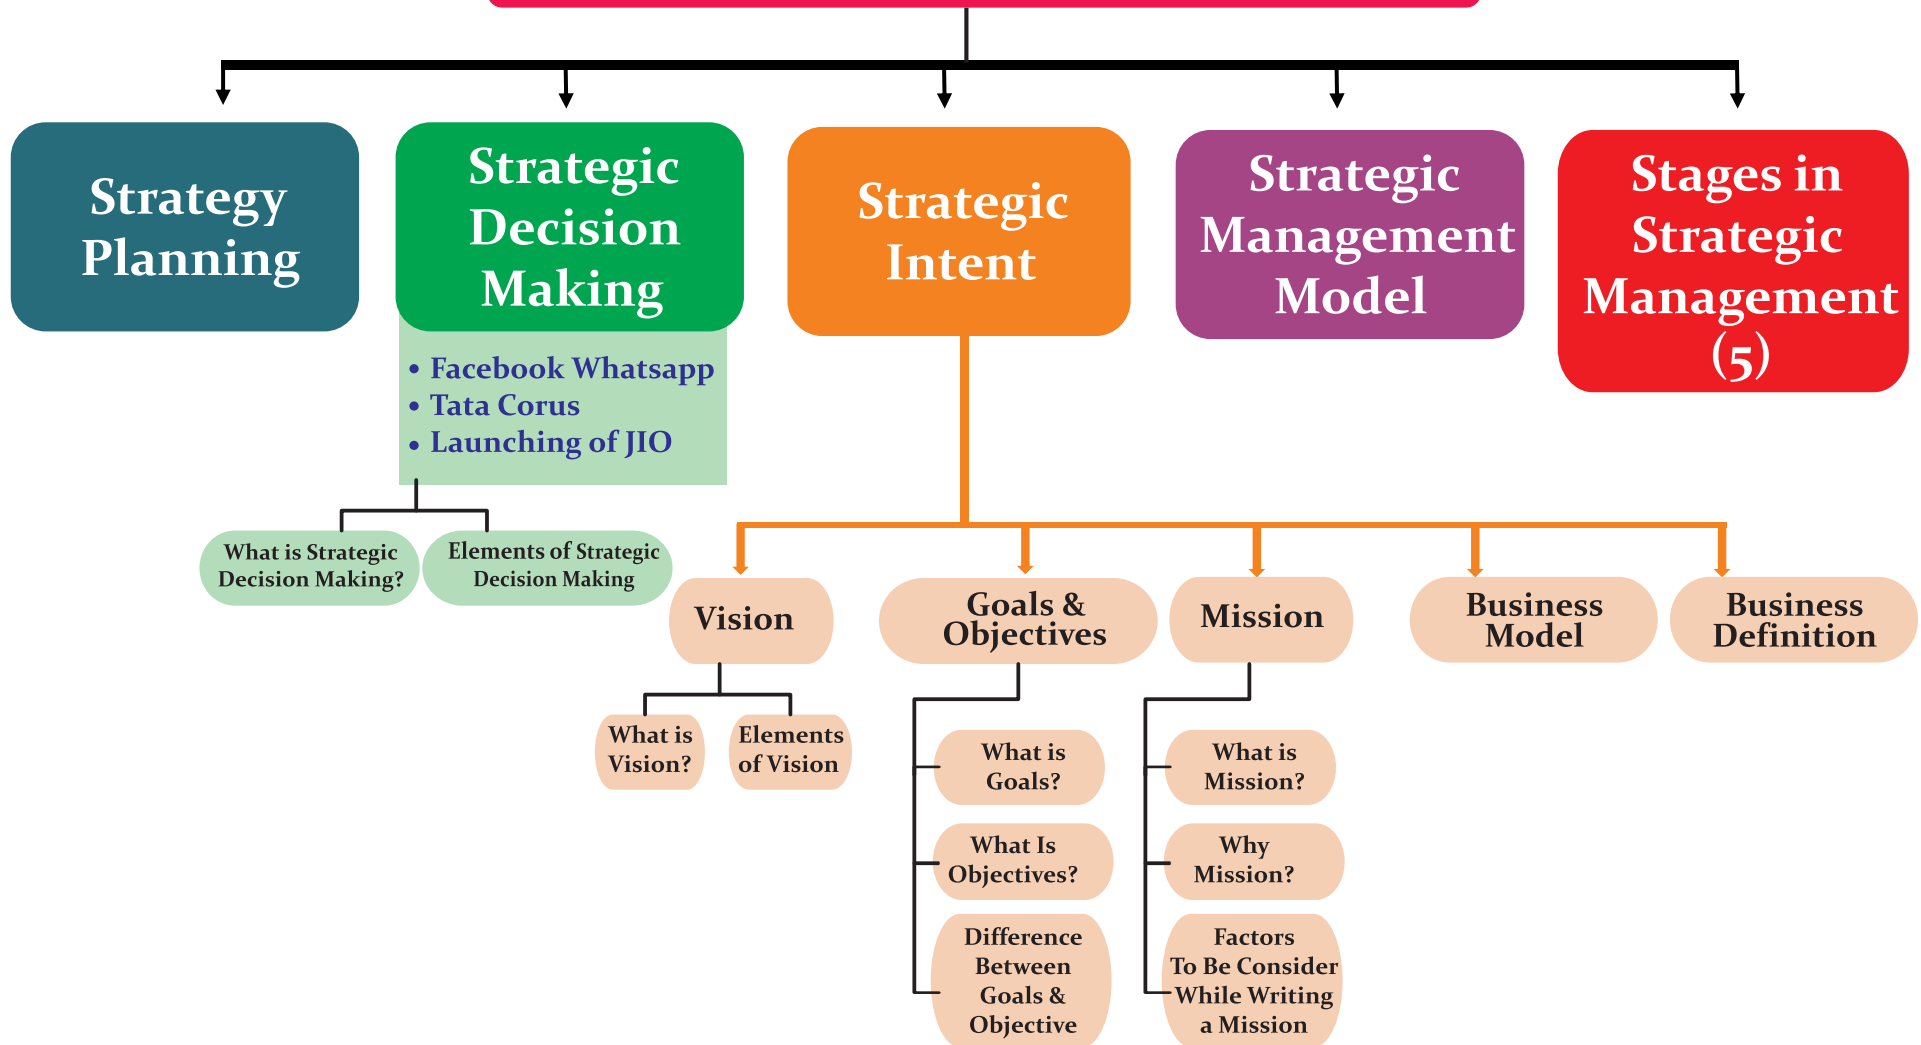 Strategy
Planning
Strategic
Decision
Making
Strategic
Intent
Strategic
Management
Model
Stages in
Strategic
Management
(5)
• Facebook Whatsapp
• Tata Corus
• Launching of JIO
What is Strategic
Decision Making?
Elements of Strategic
Decision Making
Vision
Goals &
Objectives
Mission
Business
Model
Business
Definition
What is
Vision?
Elements
of Vision
What is
Goals?
What Is
Objectives?
Difference
Between
Goals &
Objective
What is
Mission?
Why
Mission?
Factors
To Be Consider
While Writing
a Mission